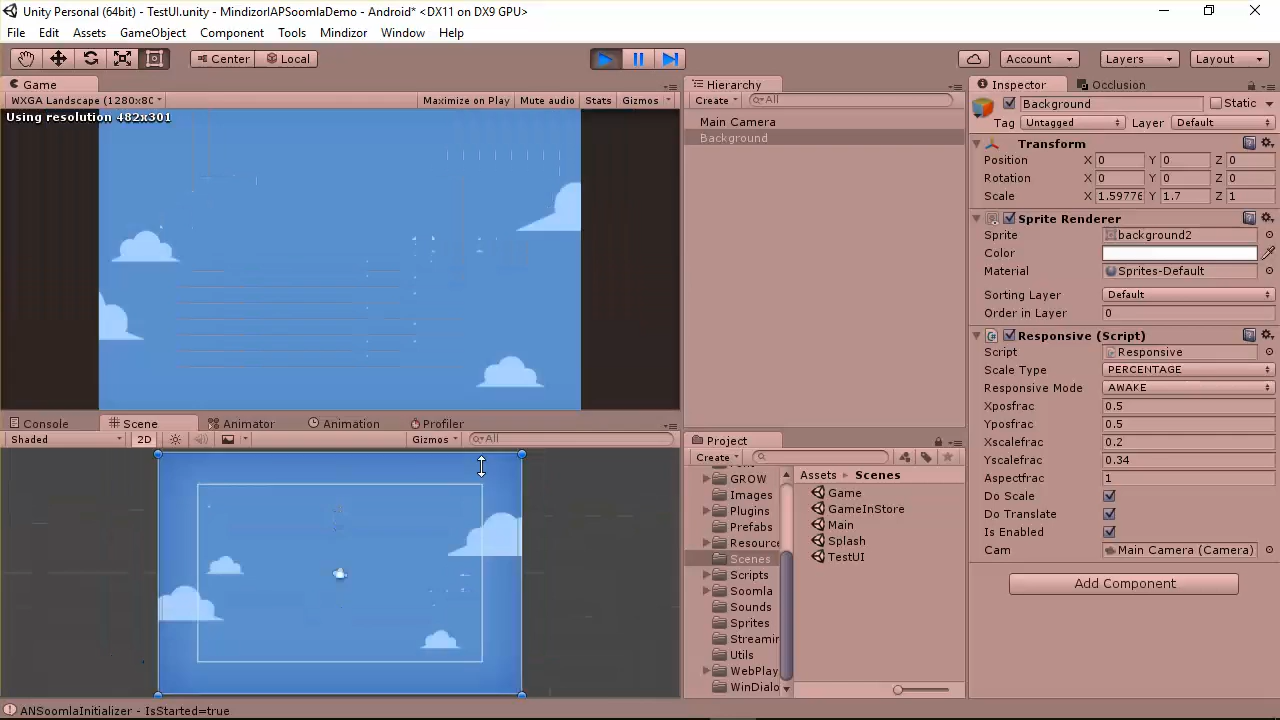 Unity Personal (64bit) - TestUI.unity - MindizorIAPSoomlaDemo - Android* <DX11 on DX9 GPU>
File Edit Assets GameObject Component Tools Mindizor Window Help
Center Local Account Layers Layout
Game
WXGA Landscape (1280x80 Maximize on Play Mute audio Stats Gizmos
Using resolution 482x301
Console Scene Animator Animation Profiler
Shaded 2D Gizmos All
Hierarchy
Create All
Main Camera
Background
Project
Create
GROW
Images
Plugins
Prefabs
Resource
Scenes
Scripts
Soomla
Sounds
Sprites
Streamin
Utils
WebPlay
WinDialo
Assets Scenes
Game
GameInStore
Main
Splash
TestUI
Inspector Occlusion
Background Static
Tag Untagged Layer Default
Transform
Position X 0 Y 0 Z 0
Rotation X 0 Y 0 Z 0
Scale X 1.59776 Y 1.7 Z 1
Sprite Renderer
Sprite background2
Color
Material Sprites-Default
Sorting Layer Default
Order in Layer 0
Responsive (Script)
Script Responsive
Scale Type PERCENTAGE
Responsive Mode AWAKE
Xposfrac 0.5
Yposfrac 0.5
Xscalefrac 0.2
Yscalefrac 0.34
Aspectfrac 1
Do Scale
Do Translate
Is Enabled
Cam Main Camera (Camera)
Add Component
ANSoomlaInitializer - IsStarted=true